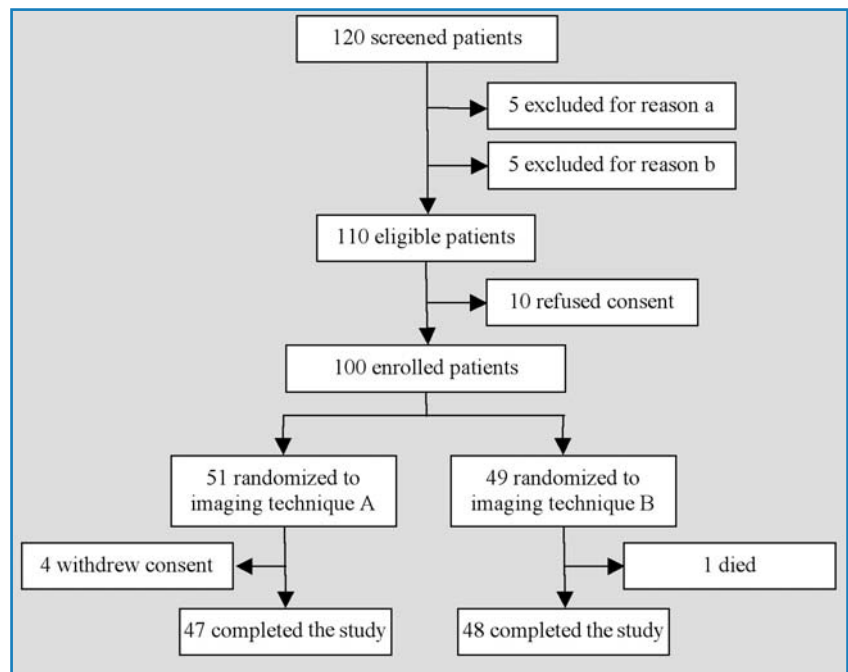 120 screened patients
5 excluded for reason a
5 excluded for reason b
110 eligible patients
10 refused consent
100 enrolled patients
51 randomized to
imaging technique A
49 randomized to
imaging technique B
4 withdrew consent
1 died
47 completed the study
48 completed the study